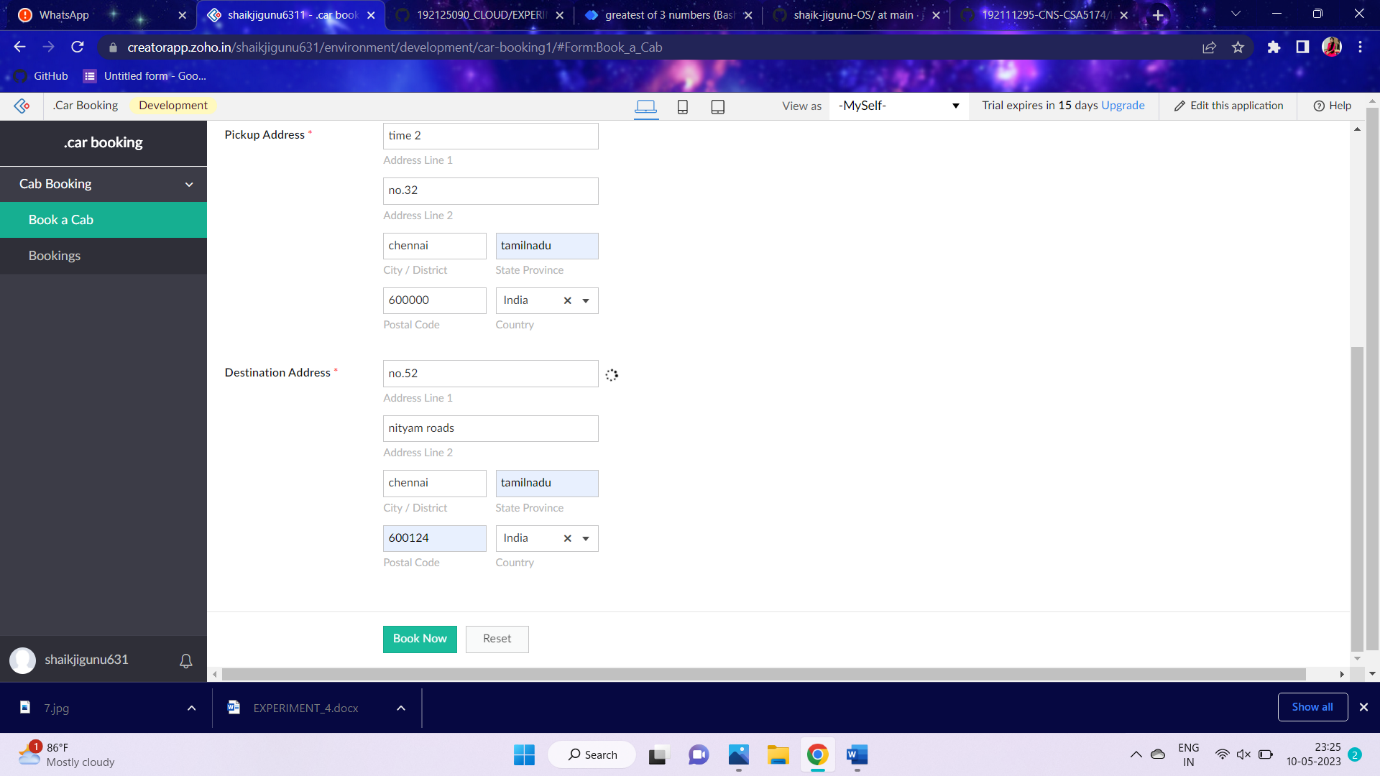 WhatsApp
shaikjigunu6311 - .car book
192125090_CLOUD/EXPERI
greatest of 3 numbers (Bas
shaik-jigunu-OS/ at main ·
192111295-CNS-CSA5174/
creatorapp.zoho.in/shaikjigunu631/environment/development/car-booking1/#Form:Book_a_Cab
GitHub
Untitled form - Goo...
.Car Booking
Development
View as
-MySelf-
Trial expires in 15 days Upgrade
Edit this application
Help
.car booking
Cab Booking
Book a Cab
Bookings
Pickup Address *
time 2
Address Line 1
no.32
Address Line 2
chennai
tamilnadu
City / District
State Province
600000
India
Postal Code
Country
Destination Address *
no.52
Address Line 1
nityam roads
Address Line 2
chennai
tamilnadu
City / District
State Province
600124
India
Postal Code
Country
Book Now
Reset
shaikjigunu631
7.jpg
EXPERIMENT_4.docx
Show all
1
86°F
Mostly cloudy
Search
ENG
IN
23:25
10-05-2023
2